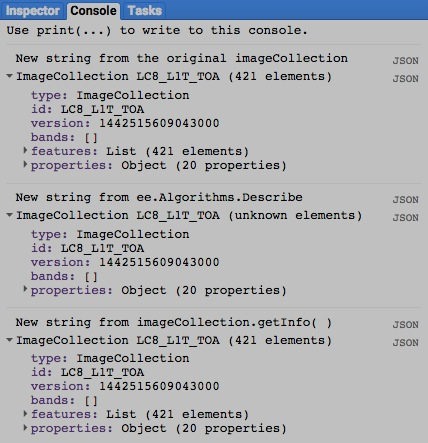 Inspector Console Tasks
Use print(...) to write to this console.
New string from the original imageCollection JSON
ImageCollection LC8_L1T_TOA (421 elements) JSON
type: ImageCollection
id: LC8_L1T_TOA
version: 1442515609043000
bands: []
features: List (421 elements)
properties: Object (20 properties)
New string from ee.Algorithms.Describe JSON
ImageCollection LC8_L1T_TOA (unknown elements) JSON
type: ImageCollection
id: LC8_L1T_TOA
version: 1442515609043000
bands: []
properties: Object (20 properties)
New string from imageCollection.getInfo( ) JSON
ImageCollection LC8_L1T_TOA (421 elements) JSON
type: ImageCollection
id: LC8_L1T_TOA
version: 1442515609043000
bands: []
features: List (421 elements)
properties: Object (20 properties)